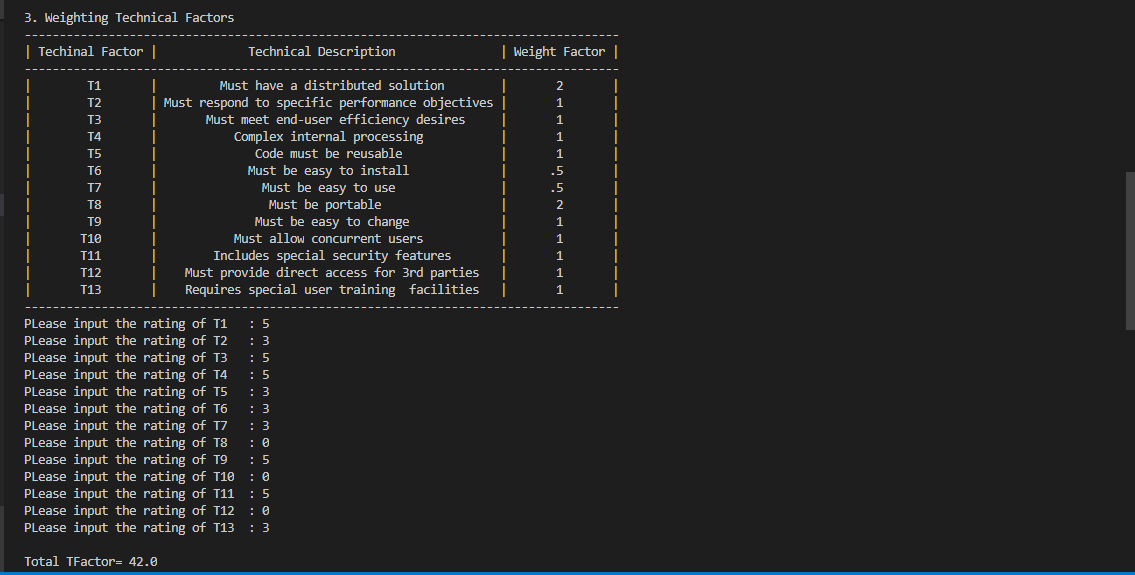 3. Weighting Technical Factors
-------------------------------------------------------------------------------------
| Techinal Factor |             Technical Description               | Weight Factor |
-------------------------------------------------------------------------------------
|        T1       |         Must have a distributed solution        |       2       |
|        T2       | Must respond to specific performance objectives |       1       |
|        T3       |       Must meet end-user efficiency desires     |       1       |
|        T4       |           Complex internal processing           |       1       |
|        T5       |              Code must be reusable              |       1       |
|        T6       |             Must be easy to install             |      .5       |
|        T7       |               Must be easy to use               |      .5       |
|        T8       |                Must be portable                 |       2       |
|        T9       |              Must be easy to change             |       1       |
|       T10       |           Must allow concurrent users           |       1       |
|       T11       |        Includes special security features       |       1       |
|       T12       |    Must provide direct access for 3rd parties   |       1       |
|       T13       |    Requires special user training  facilities   |       1       |
-------------------------------------------------------------------------------------
PLease input the rating of T1   : 5
PLease input the rating of T2   : 3
PLease input the rating of T3   : 5
PLease input the rating of T4   : 5
PLease input the rating of T5   : 3
PLease input the rating of T6   : 3
PLease input the rating of T7   : 3
PLease input the rating of T8   : 0
PLease input the rating of T9   : 5
PLease input the rating of T10  : 0
PLease input the rating of T11  : 5
PLease input the rating of T12  : 0
PLease input the rating of T13  : 3
Total TFactor= 42.0